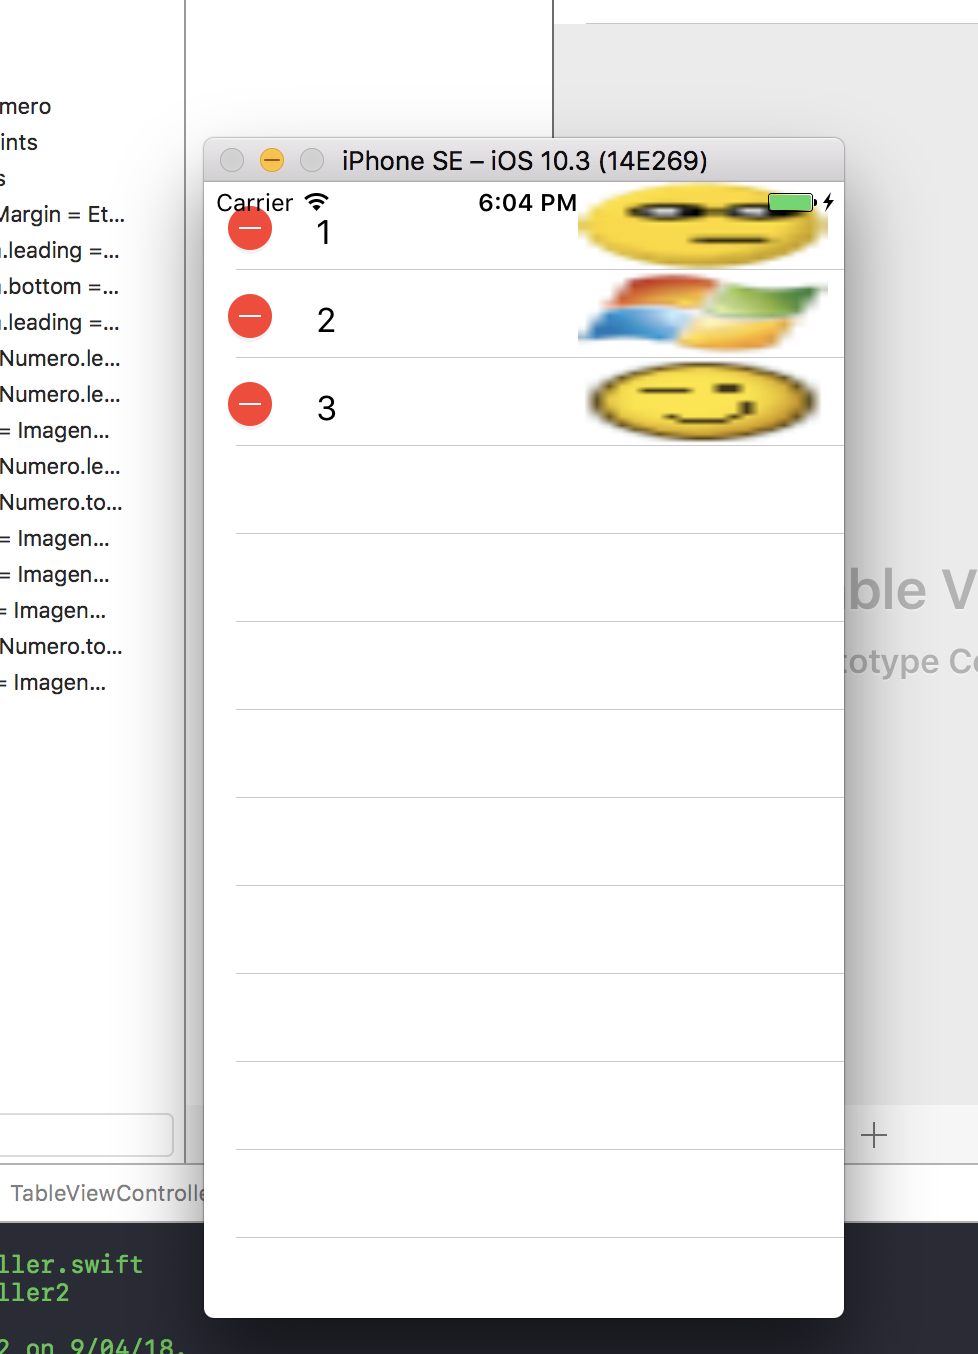 mero
ints
s
Margin = Et...
.leading =...
.bottom =...
.leading =...
Numero.le...
Numero.le...
= Imagen...
Numero.le...
Numero.to...
= Imagen...
= Imagen...
= Imagen...
Numero.to...
= Imagen...
iPhone SE – iOS 10.3 (14E269)
Carrier 6:04 PM
1
2
3
ble V
totype Co
TableViewControlle
ller.swift
ller2
2 on 9/04/18.